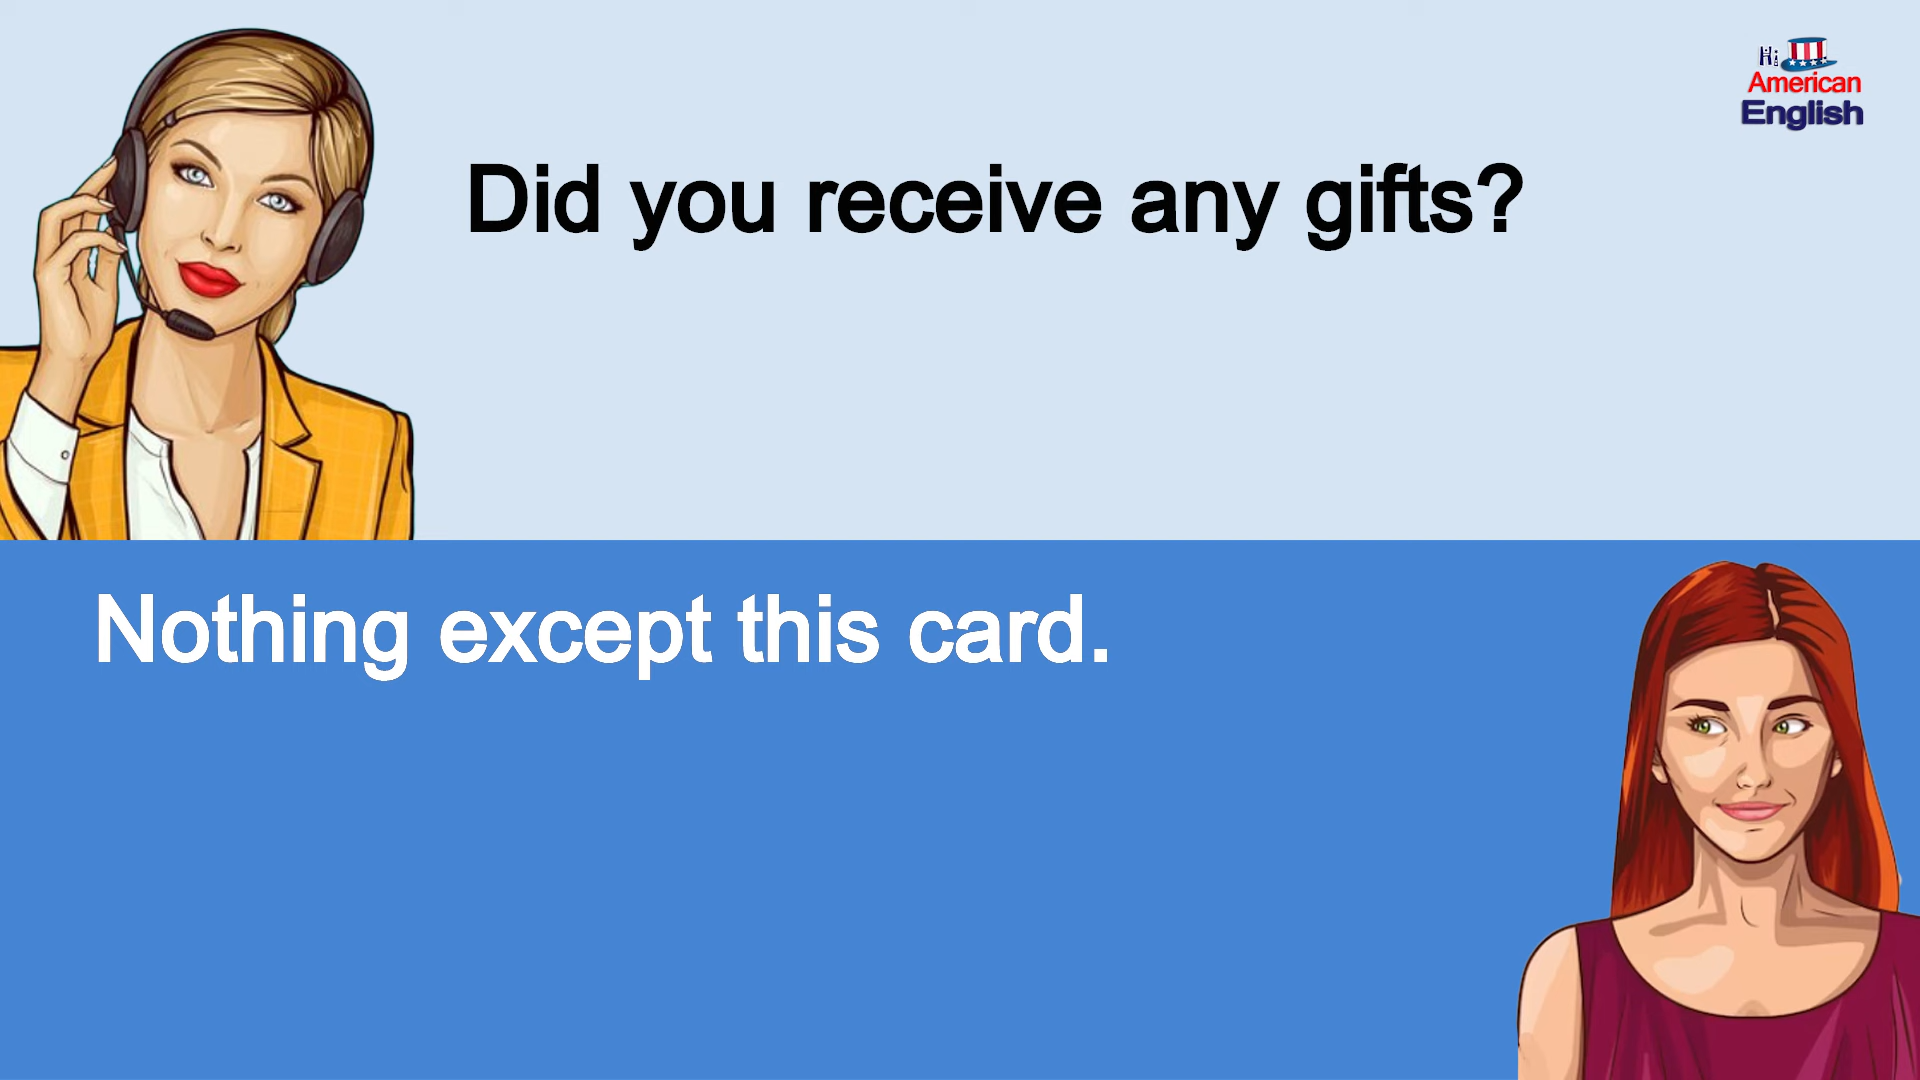 Hi
American
English
Did you receive any gifts?
Nothing except this card.